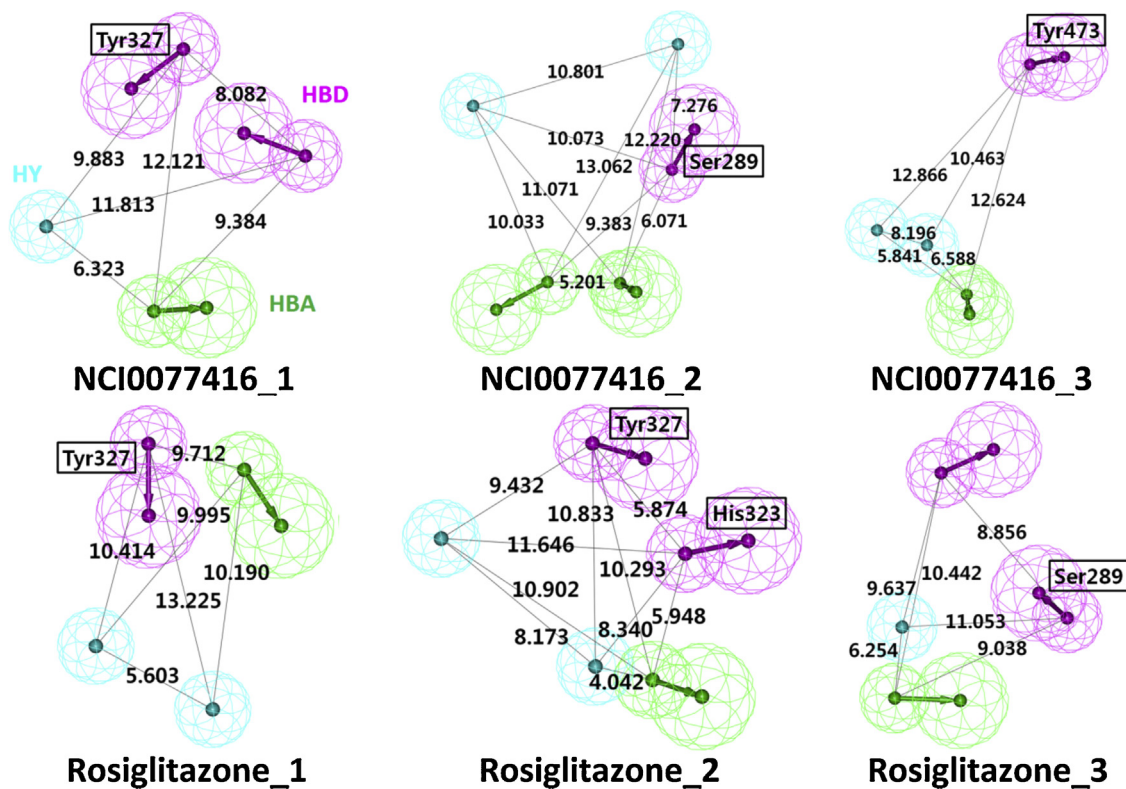 Tyr327
8.082
HBD
9.883
12.121
HY
11.813
9.384
6.323
HBA
NCI0077416_1
10.801
7.276
10.073
12.220
13.062
Ser289
11.071
10.033
9.383
6.071
5.201
NCI0077416_2
Tyr473
10.463
12.866
12.624
8.196
5.841
6.588
NCI0077416_3
Tyr327
9.712
9.995
10.414
10.190
13.225
5.603
Rosiglitazone_1
Tyr327
9.432
5.874
10.833
His323
11.646
10.293
10.902
5.948
8.173
8.340
4.042
Rosiglitazone_2
8.856
Ser289
9.637
10.442
11.053
6.254
9.038
Rosiglitazone_3